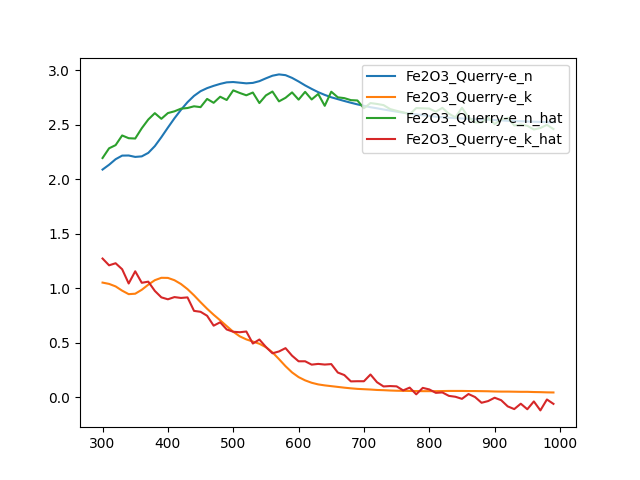 3.0
2.5
2.0
1.5
1.0
0.5
0.0
300 400 500 600 700 800 900 1000
Fe2O3_Querry-e_n
Fe2O3_Querry-e_k
Fe2O3_Querry-e_n_hat
Fe2O3_Querry-e_k_hat